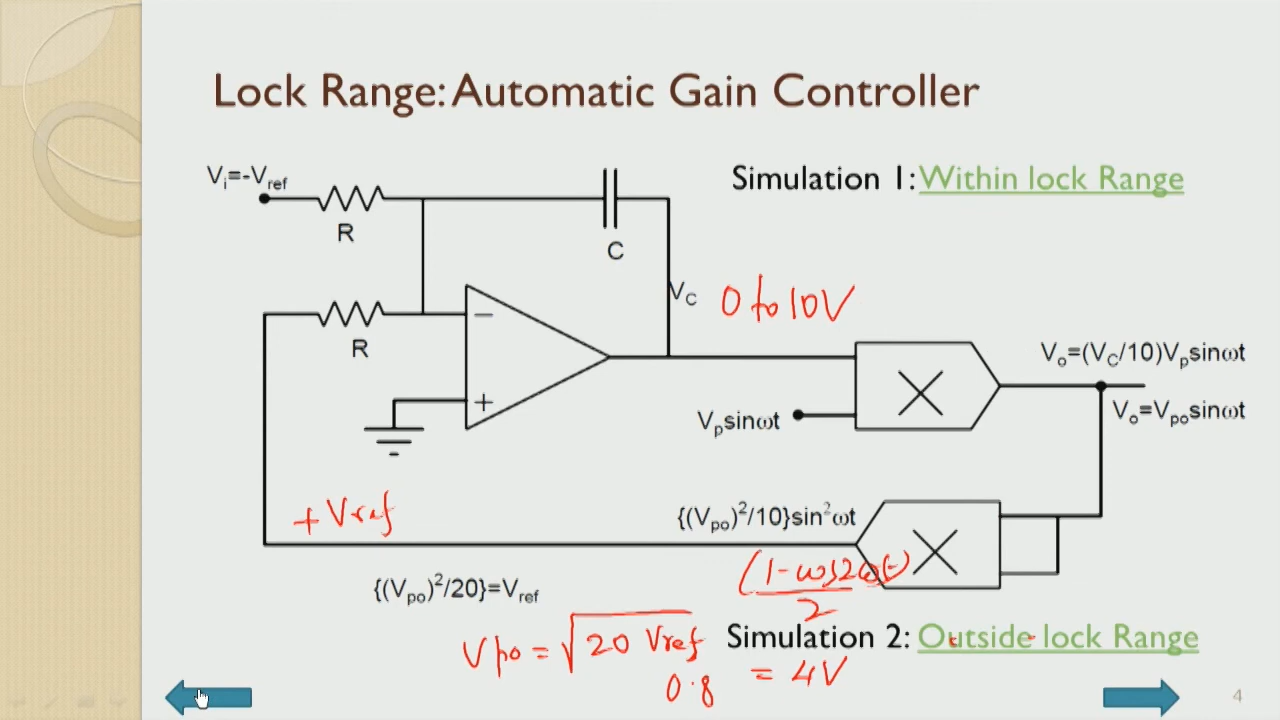 Lock Range: Automatic Gain Controller
Vi=-Vref
Simulation 1: Within lock Range
R
C
VC 0 to 10V
R
−
+
Vo=(VC/10)Vpsinωt
Vpsinωt
Vo=Vposinωt
+Vref
{(Vpo)²/10}sin²ωt
(1-cos2ωt)
2
{(Vpo)²/20}=Vref
Simulation 2: Outside lock Range
Vpo = √20 Vref = 4V
0.8
4